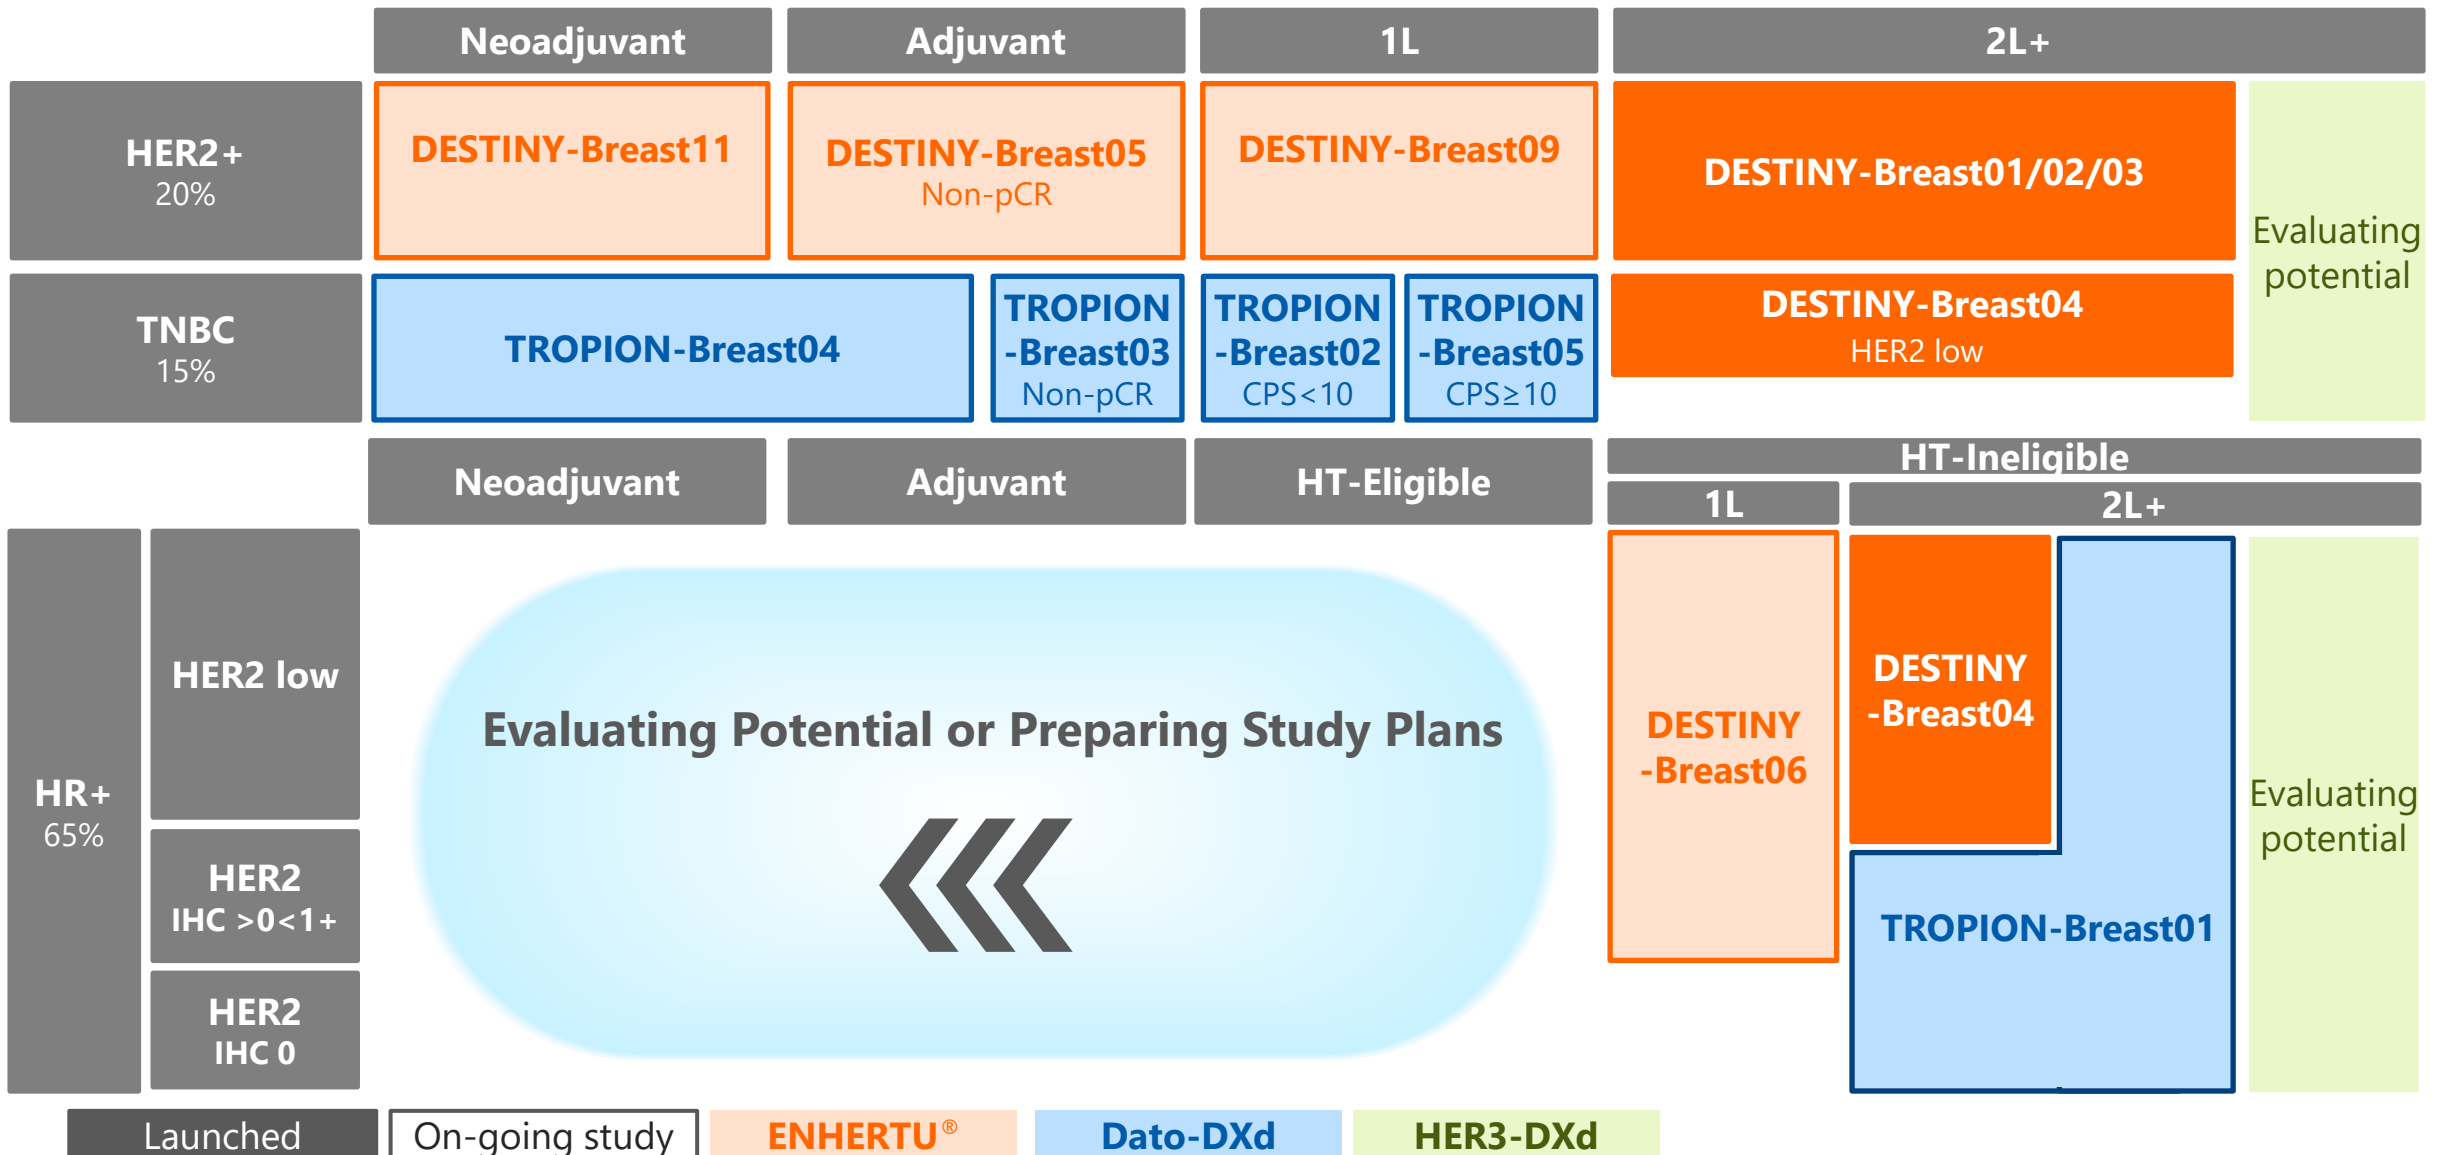 Neoadjuvant
Adjuvant
1L
2L+
HER2+
20%
DESTINY-Breast11
DESTINY-Breast05
Non-pCR
DESTINY-Breast09
DESTINY-Breast01/02/03
Evaluating
potential
TNBC
15%
TROPION-Breast04
TROPION
-Breast03
Non-pCR
TROPION
-Breast02
CPS<10
TROPION
-Breast05
CPS≥10
DESTINY-Breast04
HER2 low
Neoadjuvant
Adjuvant
HT-Eligible
HT-Ineligible
1L
2L+
HR+
65%
HER2 low
HER2
IHC >0<1+
HER2
IHC 0
Evaluating Potential or Preparing Study Plans
DESTINY
-Breast06
DESTINY
-Breast04
TROPION-Breast01
Evaluating
potential
Launched
On-going study
ENHERTU®
Dato-DXd
HER3-DXd